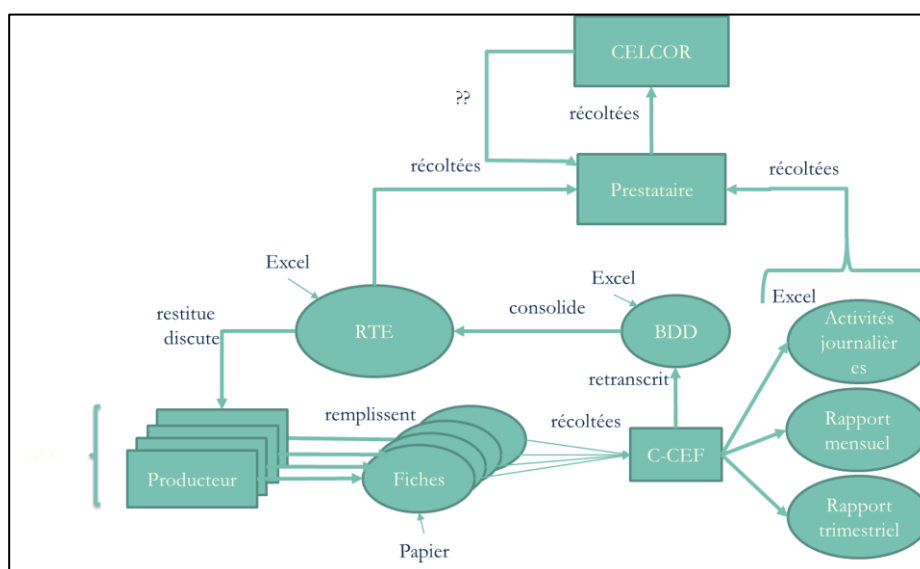 CELCOR
??
récoltées
récoltées
récoltées
Prestataire
Excel
Excel
Excel
restitue
discute
RTE
consolide
BDD
Activités
journalièr
es
retranscrit
remplissent
récoltées
Rapport
mensuel
C-CEF
Producteur
Fiches
Rapport
trimestriel
Papier